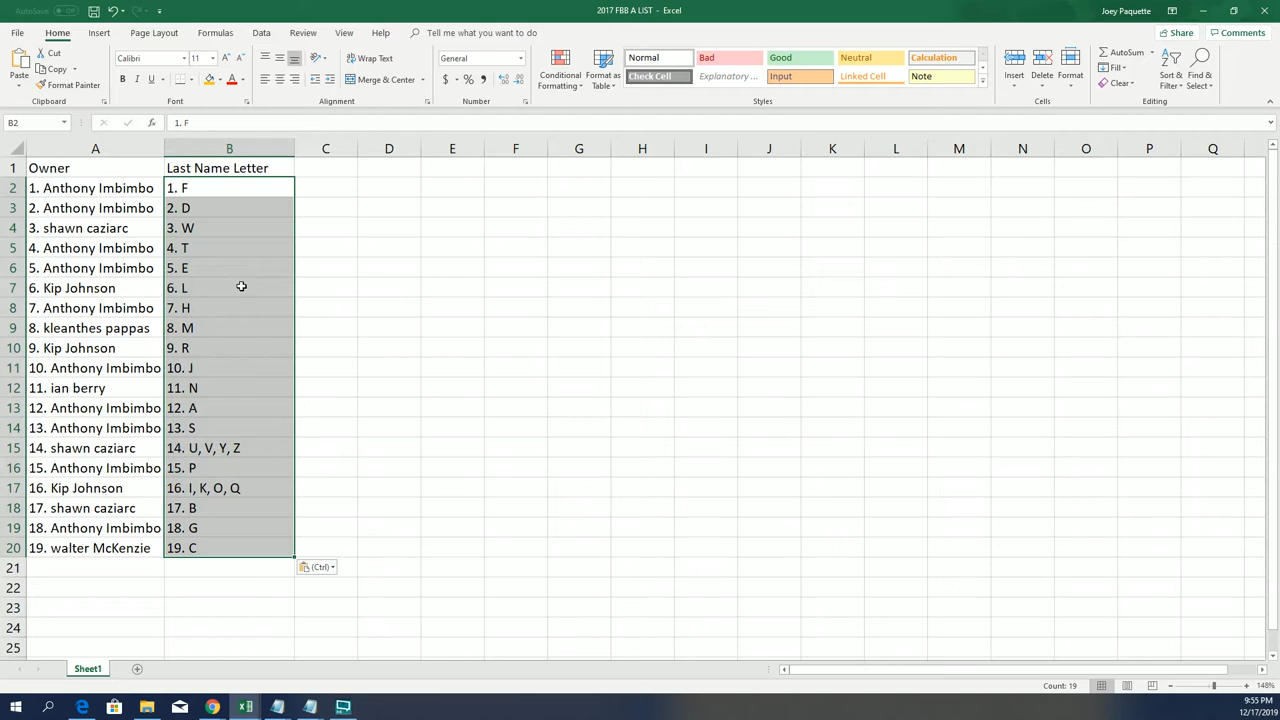 AutoSave Off
2017 FBB A LIST - Excel
Joey Paquette
File Home Insert Page Layout Formulas Data Review View Help Tell me what you want to do
Share Comments
Paste Cut Copy Format Painter
Calibri 11 B I U A A A
Wrap Text Merge & Center
General $ % 9
Conditional Formatting Format as Table
Normal Bad Good Neutral Calculation
Check Cell Explanatory ... Input Linked Cell Note
Insert Delete Format
AutoSum Fill Clear Sort & Filter Find & Select
Clipboard Font Alignment Number Styles Cells Editing
B2 fx 1. F
A B C D E F G H I J K L M N O P Q
1 Owner Last Name Letter
2 1. Anthony Imbimbo 1. F
3 2. Anthony Imbimbo 2. D
4 3. shawn caziarc 3. W
5 4. Anthony Imbimbo 4. T
6 5. Anthony Imbimbo 5. E
7 6. Kip Johnson 6. L
8 7. Anthony Imbimbo 7. H
9 8. kleanthes pappas 8. M
10 9. Kip Johnson 9. R
11 10. Anthony Imbimbo 10. J
12 11. ian berry 11. N
13 12. Anthony Imbimbo 12. A
14 13. Anthony Imbimbo 13. S
15 14. shawn caziarc 14. U, V, Y, Z
16 15. Anthony Imbimbo 15. P
17 16. Kip Johnson 16. I, K, O, Q
18 17. shawn caziarc 17. B
19 18. Anthony Imbimbo 18. G
20 19. walter McKenzie 19. C
21 (Ctrl)
22
23
24
25
Sheet1
Count: 19 148%
9:55 PM
12/17/2019